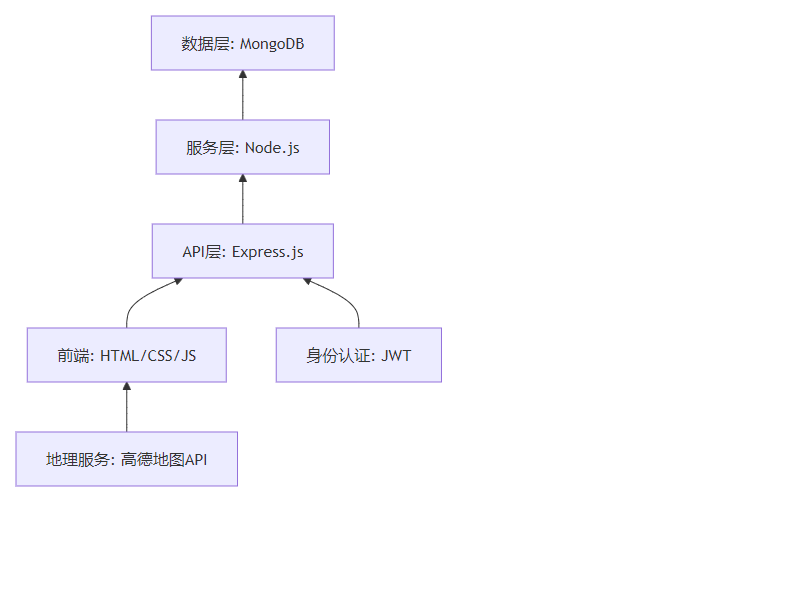 数据层: MongoDB
服务层: Node.js
API层: Express.js
前端: HTML/CSS/JS
身份认证: JWT
地理服务: 高德地图API